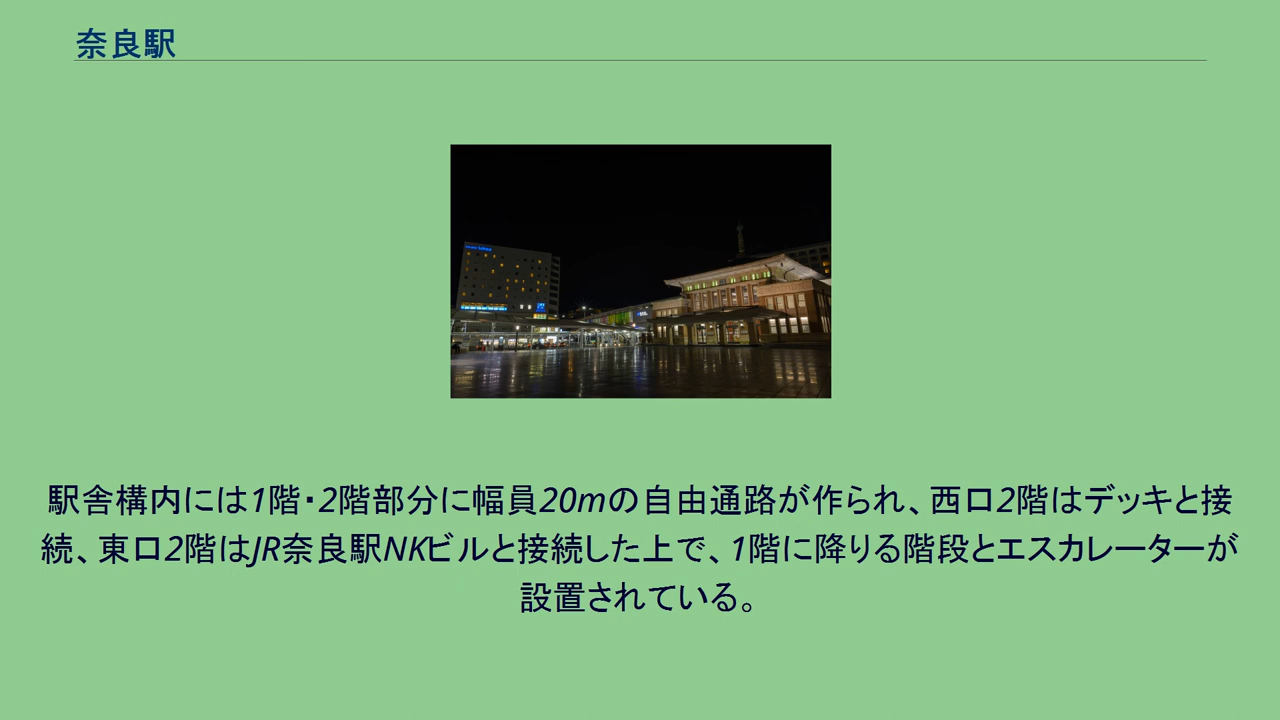 奈良駅
駅舎構内には1階・2階部分に幅員20mの自由通路が作られ、西口2階はデッキと接
続、東口2階はJR奈良駅NKビルと接続した上で、1階に降りる階段とエスカレーターが
設置されている。